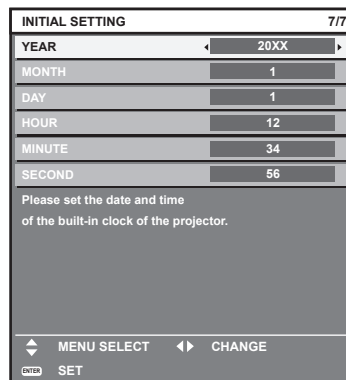 INITIAL SETTING 7/7
YEAR 20XX
MONTH 1
DAY 1
HOUR 12
MINUTE 34
SECOND 56
Please set the date and time
of the built-in clock of the projector.
MENU SELECT CHANGE
ENTER SET